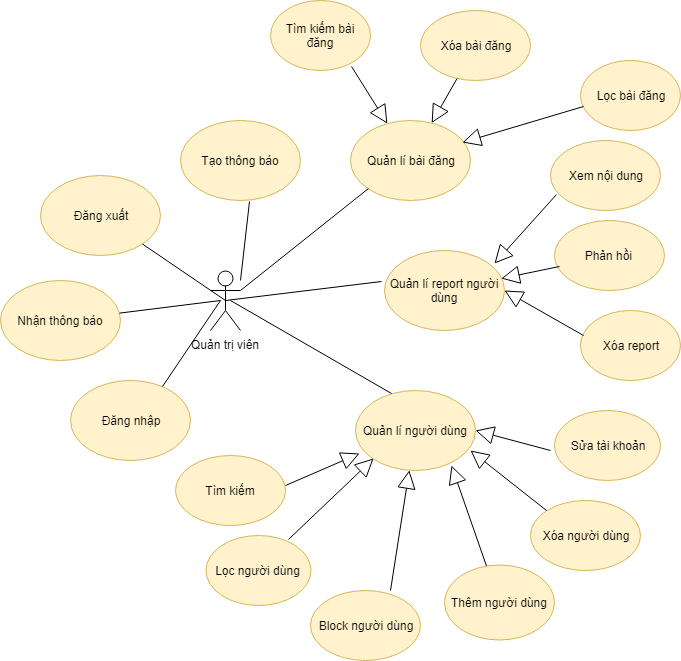 Tìm kiếm bài
đăng
Xóa bài đăng
Lọc bài đăng
Tạo thông báo
Quản lí bài đăng
Xem nội dung
Đăng xuất
Phản hồi
Quản lí report người
dùng
Nhận thông báo
Quản trị viên
Xóa report
Đăng nhập
Quản lí người dùng
Sửa tài khoản
Tìm kiếm
Xóa người dùng
Lọc người dùng
Thêm người dùng
Block người dùng